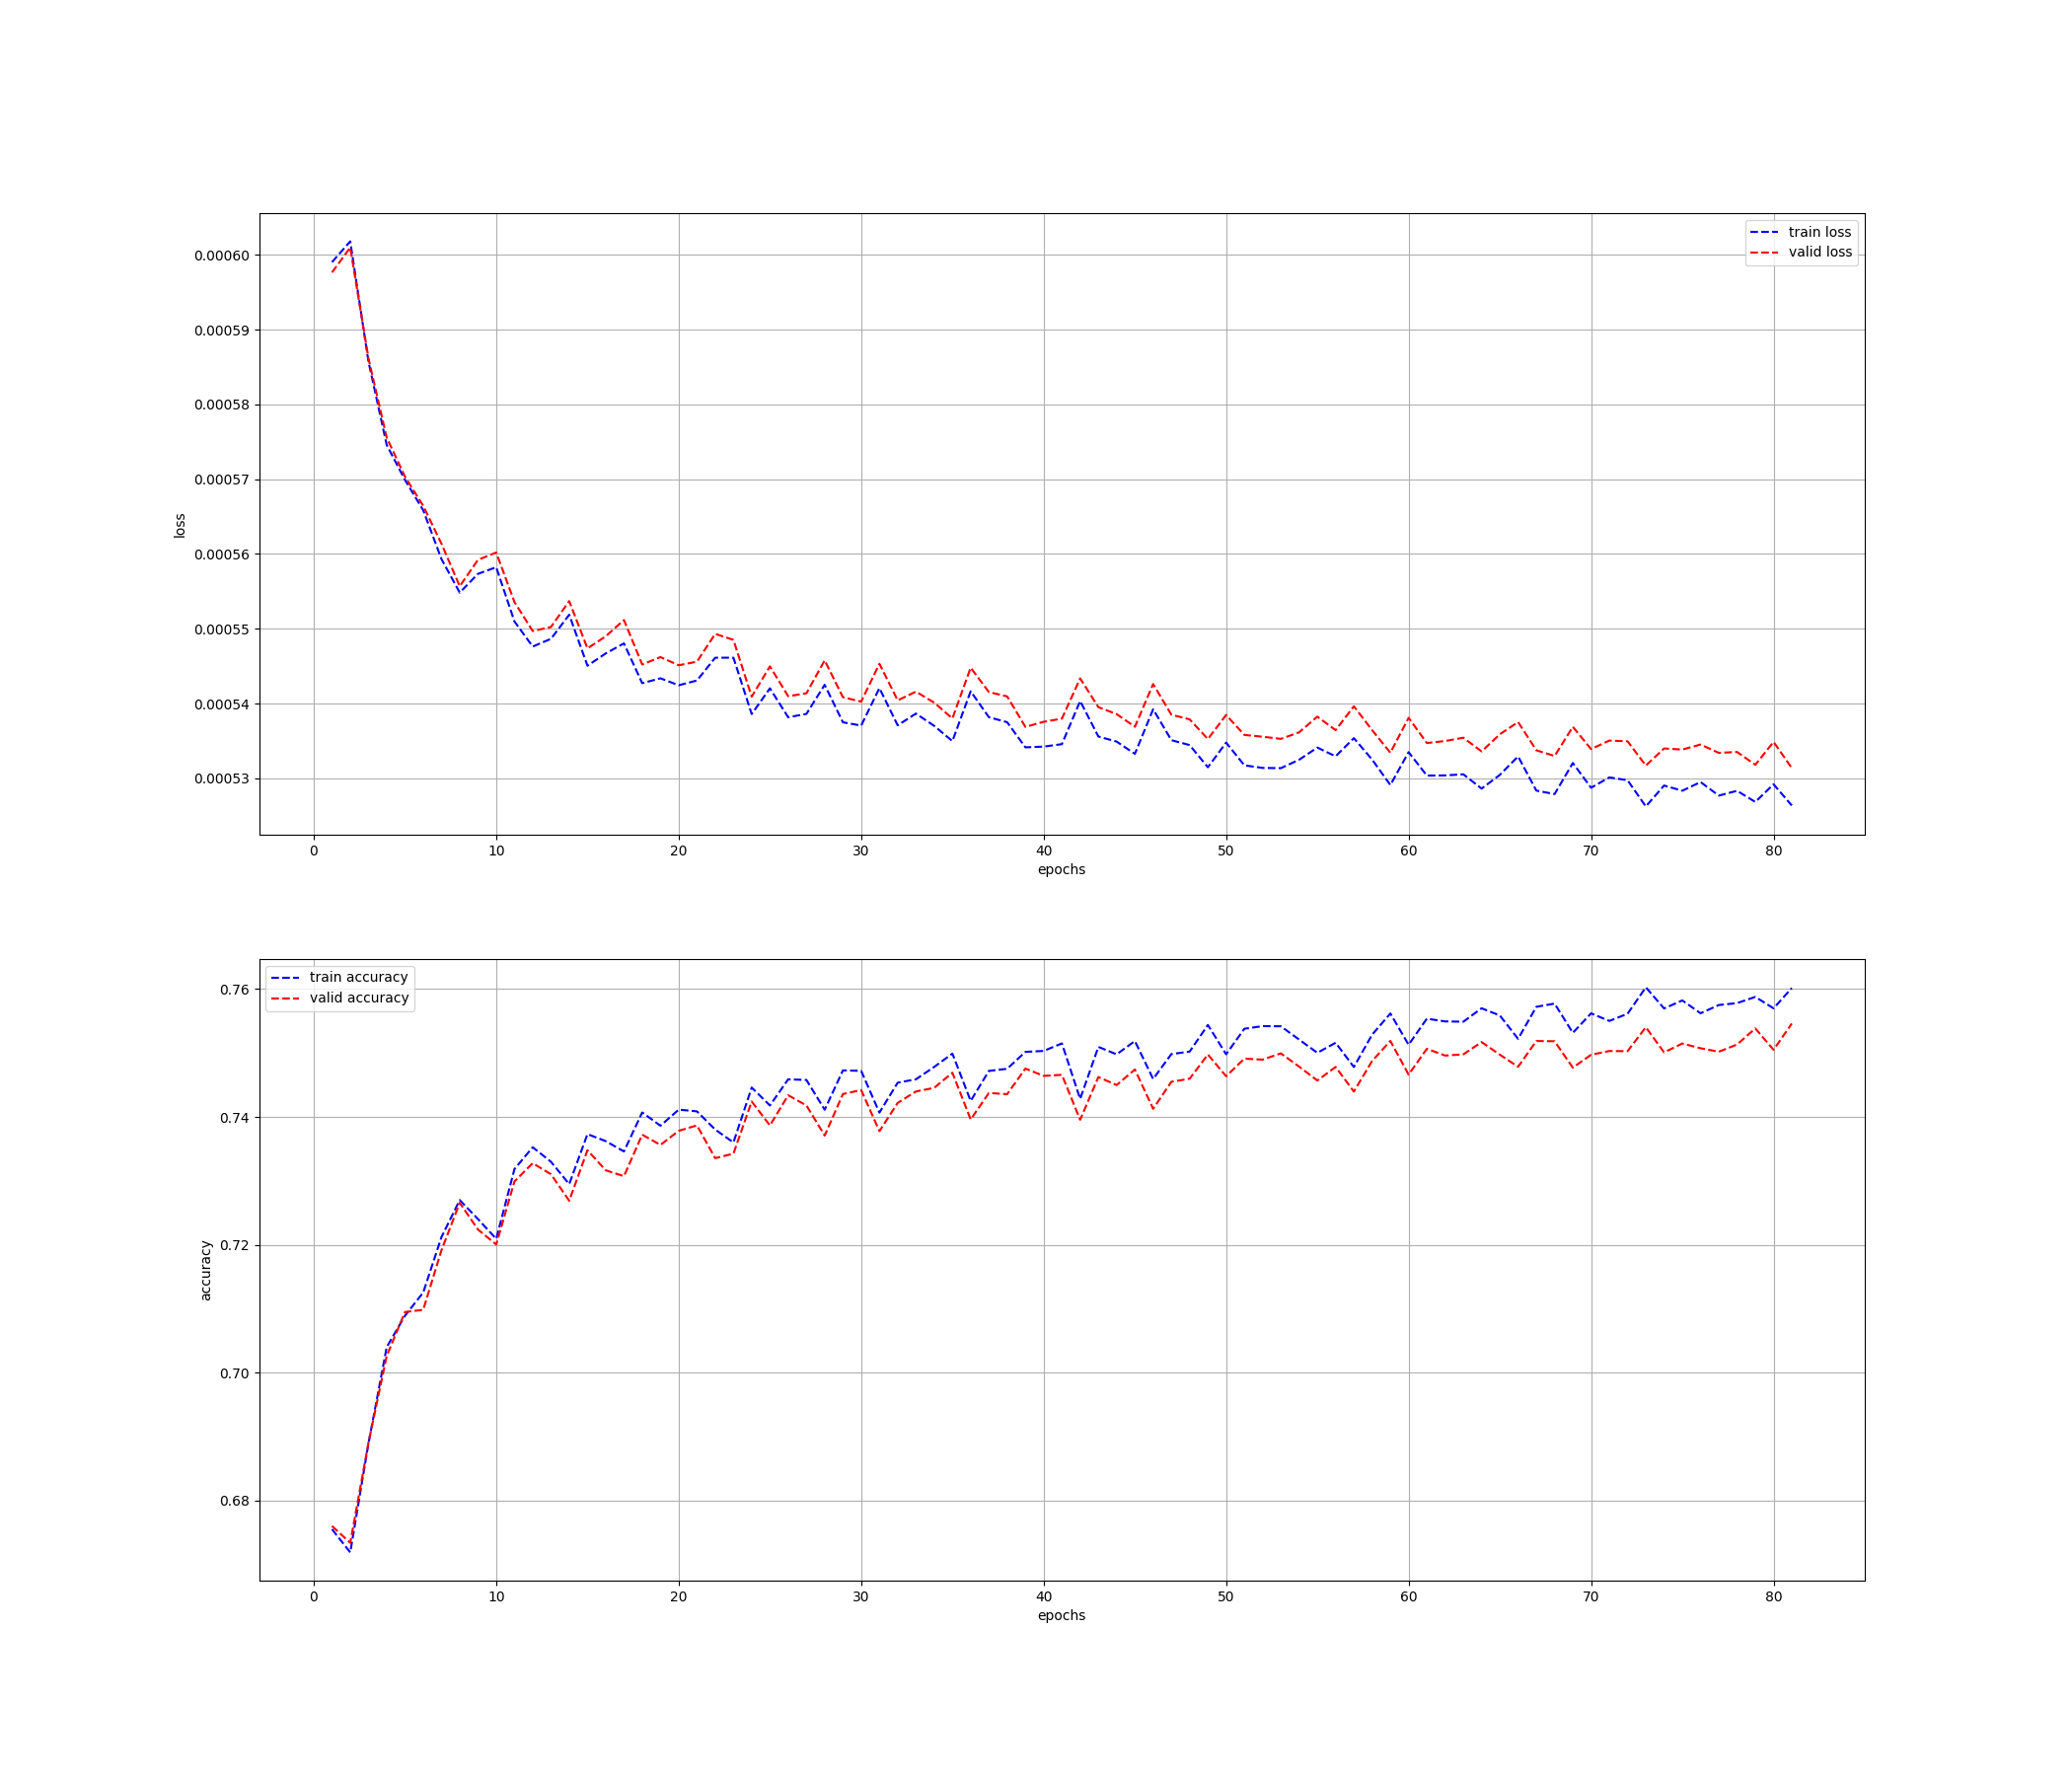 train loss
valid loss
0.00060
0.00059
0.00058
0.00057
0.00056
0.00055
0.00054
0.00053
loss
0 10 20 30 40 50 60 70 80
epochs
train accuracy
valid accuracy
0.76
0.74
0.72
0.70
0.68
accuracy
0 10 20 30 40 50 60 70 80
epochs